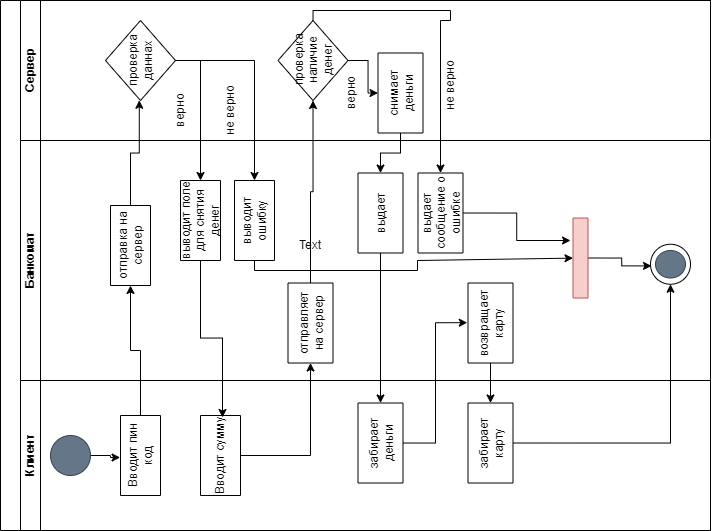 Сервер
проверка
даннах
верно
не верно
проверка
наличие
денег
верно
снимает
деньги
не верно
Банкомат
отправка на
сервер
выводит поле
для снятия
денег
выводит
ошибку
Text
отправляет
на сервер
выдает
выдает
сообщение о
ошибке
возвращает
карту
Клиент
Вводит пин
код
Вводит сумму
забирает
деньги
забирает
карту